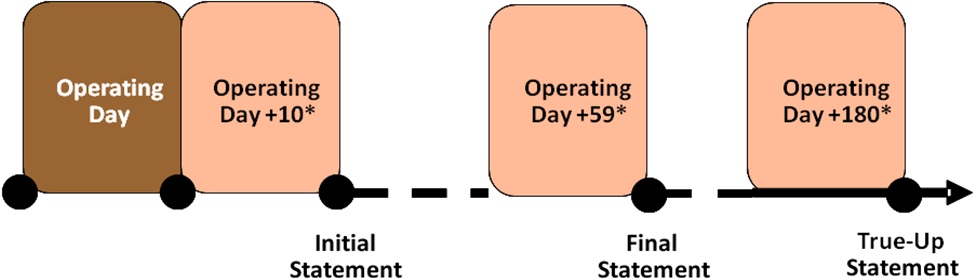 Operating
Day
Operating
Day +10*
Operating
Day +59*
Operating
Day +180*
Initial
Statement
Final
Statement
True-Up
Statement